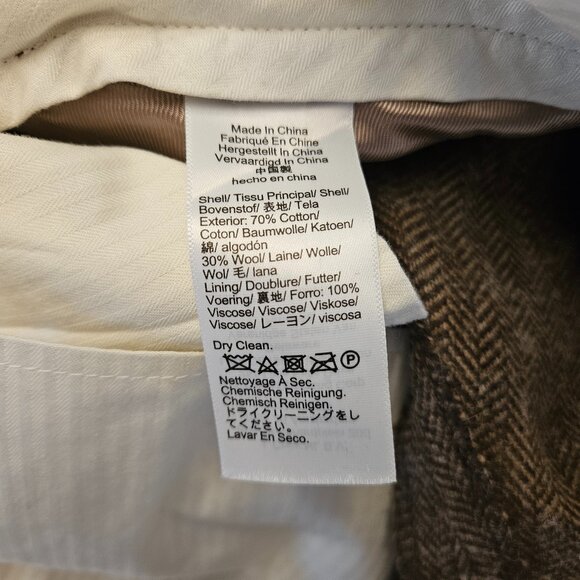 Made In China
Fabriqué En Chine
Hergestellt In China
Vervaardigd In China
中国製
hecho en china
Shell/ Tissu Principal/ Shell/
Bovenstof/ 表地/ Tela
Exterior: 70% Cotton/
Coton/ Baumwolle/ Katoen/
綿/ algodón
30% Wool/ Laine/ Wolle/
Wol/ 毛/ lana
Lining/ Doublure/ Futter/
Voering/ 裏地/ Forro: 100%
Viscose/ Viscose/ Viskose/
Viscose/ レーヨン/ viscosa
Dry Clean.
P
Nettoyage À Sec.
Chemische Reinigung.
Chemisch Reinigen.
ドライクリーニングをし
てください。
Lavar En Seco.